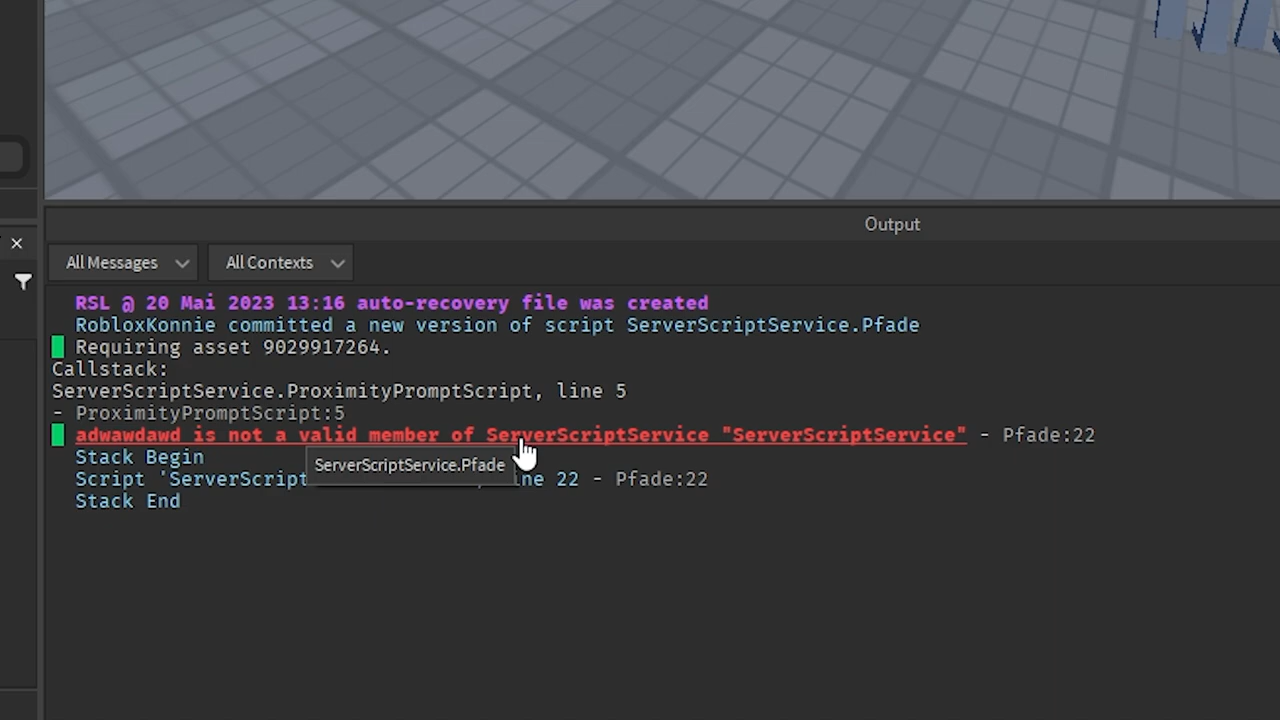 Output
All Messages
All Contexts
RSL @ 20 Mai 2023 13:16 auto-recovery file was created
RobloxKonnie committed a new version of script ServerScriptService.Pfade
Requiring asset 9029917264.
Callstack:
ServerScriptService.ProximityPromptScript, line 5
- ProximityPromptScript:5
adwawdawd is not a valid member of ServerScriptService "ServerScriptService" - Pfade:22
Stack Begin
ServerScriptService.Pfade
Script 'ServerScript 22 - Pfade:22
Stack End